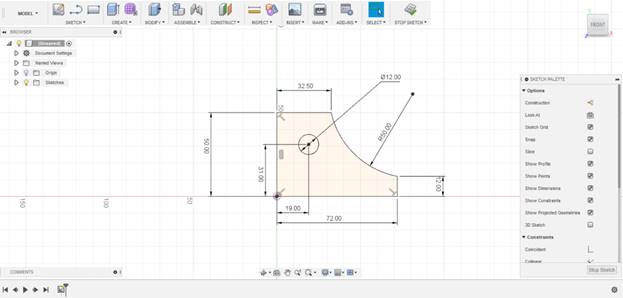 MODEL
SKETCH
CREATE
MODIFY
ASSEMBLE
CONSTRUCT
INSPECT
INSERT
MAKE
ADD-INS
SELECT
STOP SKETCH
BROWSER
(Unsaved)
Document Settings
Named Views
Origin
Sketches
FRONT
Ø12.00
32.50
R50.00
50.00
31.00
12.00
19.00
72.00
150
100
50
50
SKETCH PALETTE
Options
Construction
Look At
Sketch Grid
Snap
Slice
Show Profile
Show Points
Show Dimensions
Show Constraints
Show Projected Geometries
3D Sketch
Constraints
Coincident
Collinear
Stop Sketch
COMMENTS